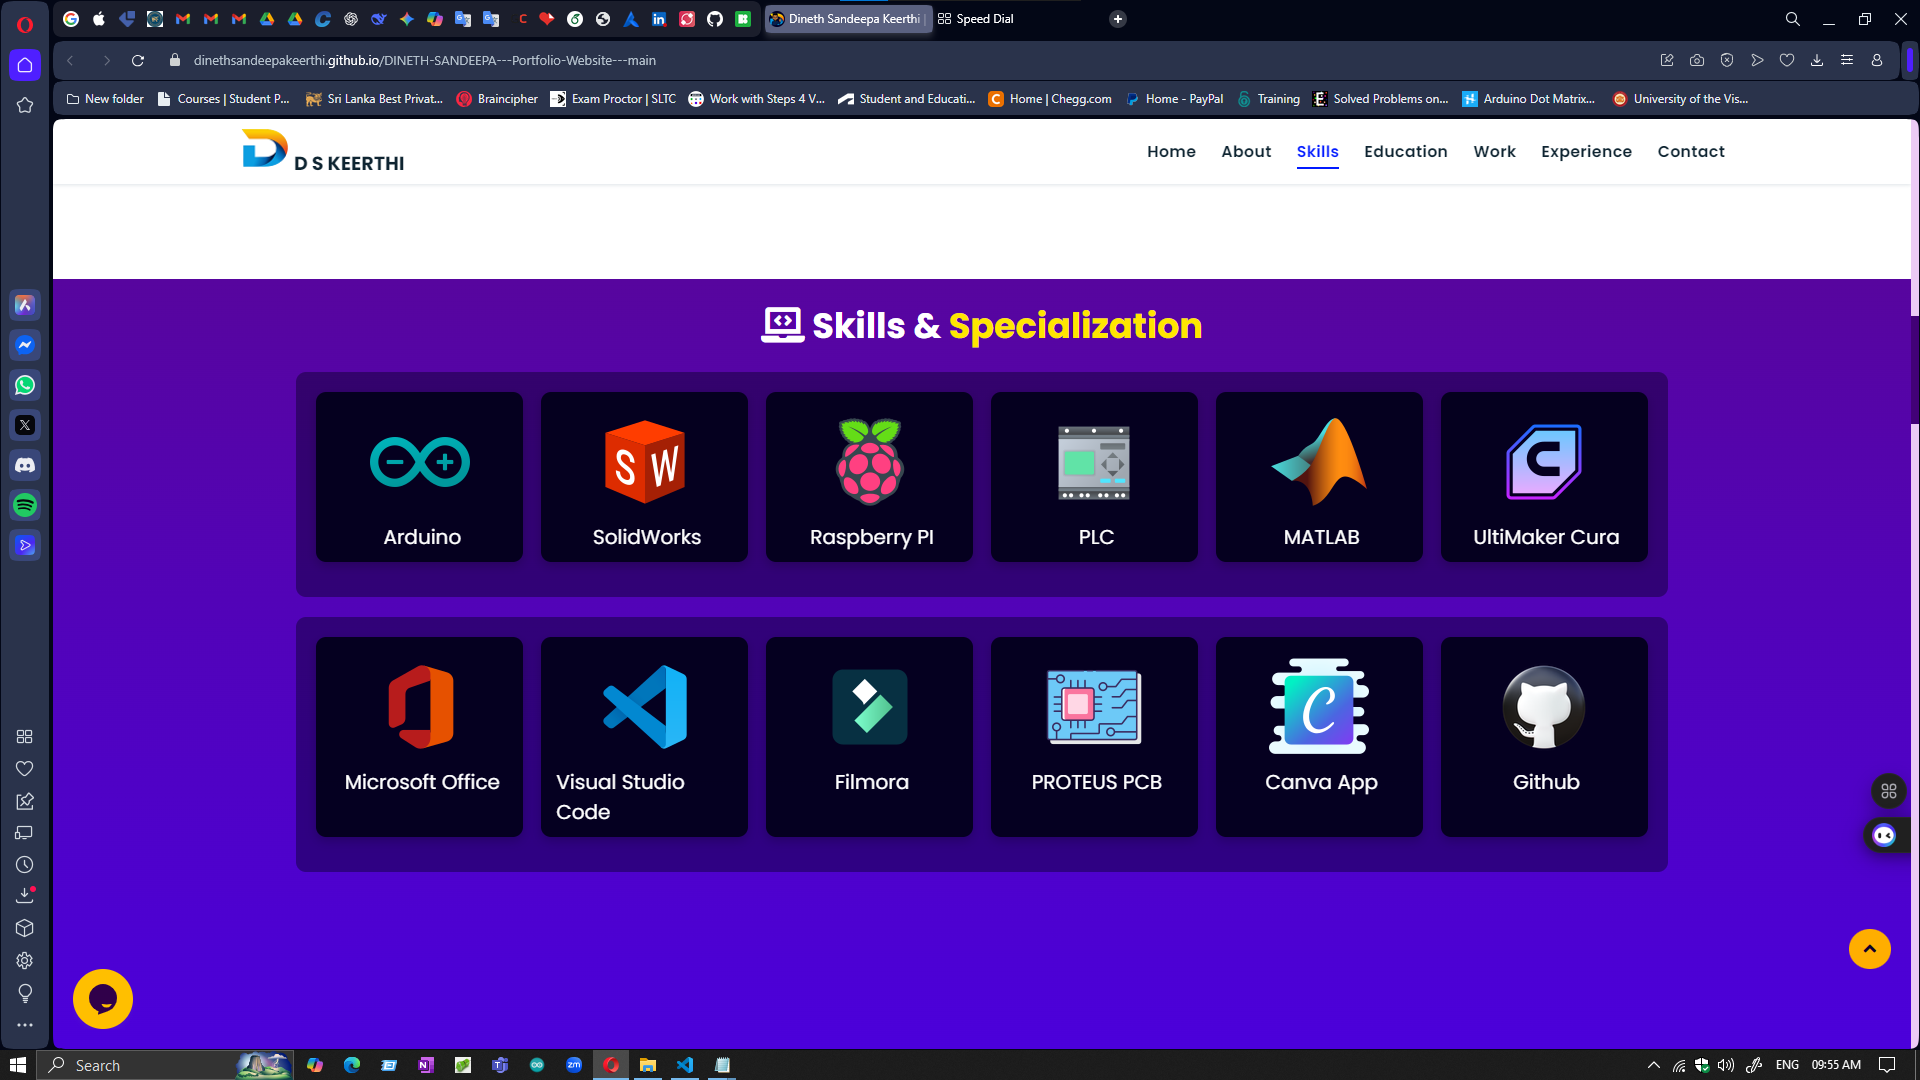 Dineth Sandeepa Keerthi
Speed Dial
dinethsandeepakeerthi.github.io/DINETH-SANDEEPA---Portfolio-Website---main
New folder
Courses | Student P...
Sri Lanka Best Privat...
Braincipher
Exam Proctor | SLTC
Work with Steps 4 V...
Student and Educati...
Home | Chegg.com
Home - PayPal
Training
Solved Problems on...
Arduino Dot Matrix...
University of the Vis...
D S KEERTHI
Home
About
Skills
Education
Work
Experience
Contact
Skills & Specialization
S W
C
Arduino
SolidWorks
Raspberry PI
PLC
MATLAB
UltiMaker Cura
C
Microsoft Office
Visual Studio
Code
Filmora
PROTEUS PCB
Canva App
Github
Search
zm
ENG
09:55 AM